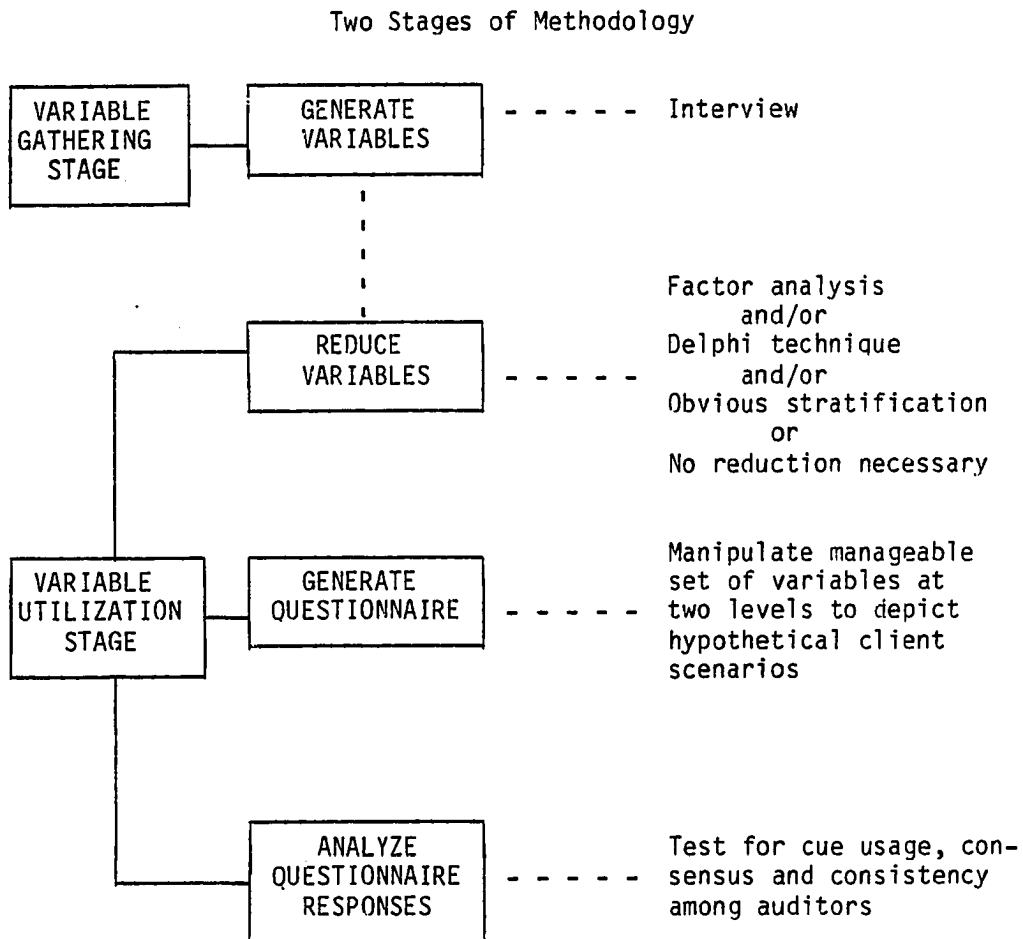 Two Stages of Methodology
VARIABLE
GATHERING
STAGE
GENERATE
VARIABLES
Interview
REDUCE
VARIABLES
Factor analysis
and/or
Delphi technique
and/or
Obvious stratification
or
No reduction necessary
VARIABLE
UTILIZATION
STAGE
GENERATE
QUESTIONNAIRE
Manipulate manageable
set of variables at
two levels to depict
hypothetical client
scenarios
ANALYZE
QUESTIONNAIRE
RESPONSES
Test for cue usage, con-
sensus and consistency
among auditors